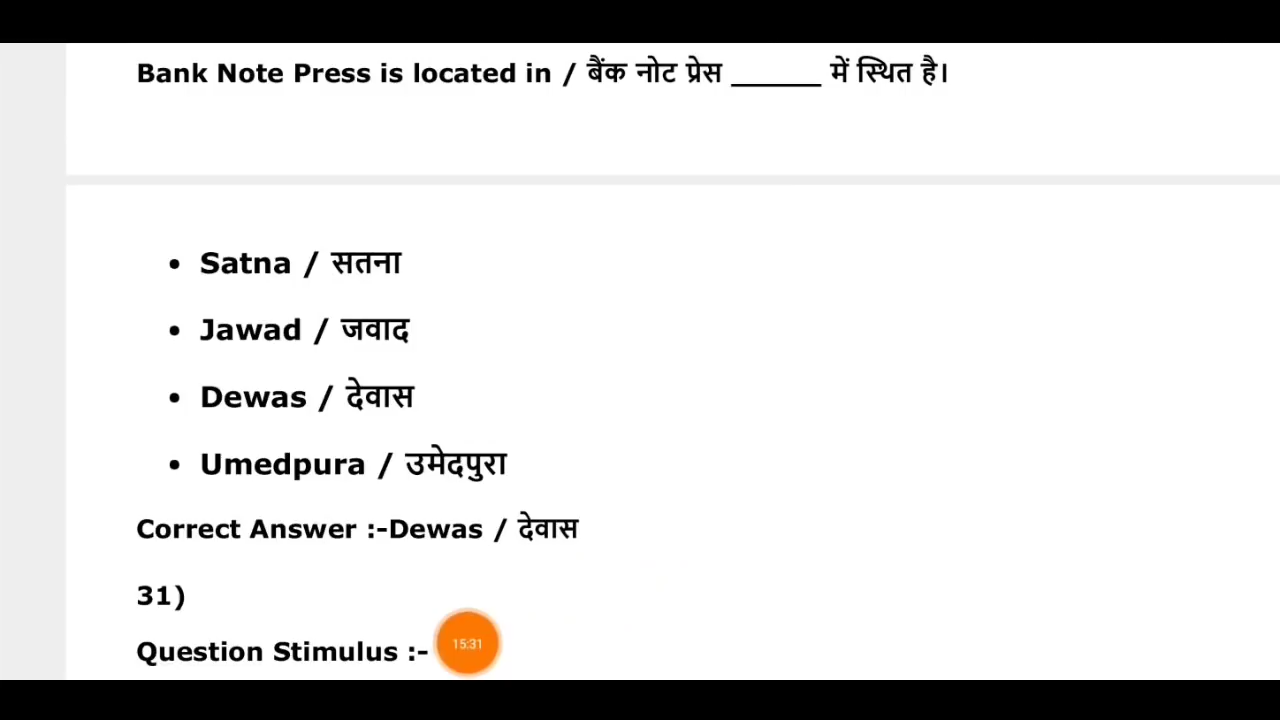 Bank Note Press is located in / बैंक नोट प्रेस ______ में स्थित है।
• Satna / सतना
• Jawad / जवाद
• Dewas / देवास
• Umedpura / उमेदपुरा
Correct Answer :-Dewas / देवास
31)
Question Stimulus :-
15:31